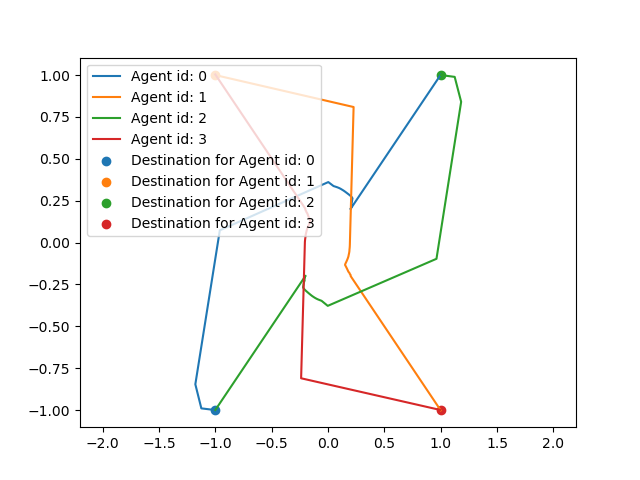 1.00
0.75
0.50
0.25
0.00
−0.25
−0.50
−0.75
−1.00
Agent id: 0
Agent id: 1
Agent id: 2
Agent id: 3
Destination for Agent id: 0
Destination for Agent id: 1
Destination for Agent id: 2
Destination for Agent id: 3
−2.0 −1.5 −1.0 −0.5 0.0 0.5 1.0 1.5 2.0